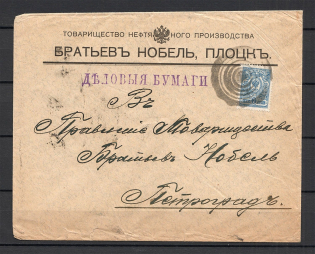 ТОВАРИЩЕСТВО НЕФТЯНОГО ПРОИЗВОДСТВА
БРАТЬЕВЪ НОБЕЛЬ, ПЛОЦКЪ.
ДѢЛОВЫЯ БУМАГИ
Въ
Правленіе Товарищества
Братьевъ Нобель
Петроградъ.